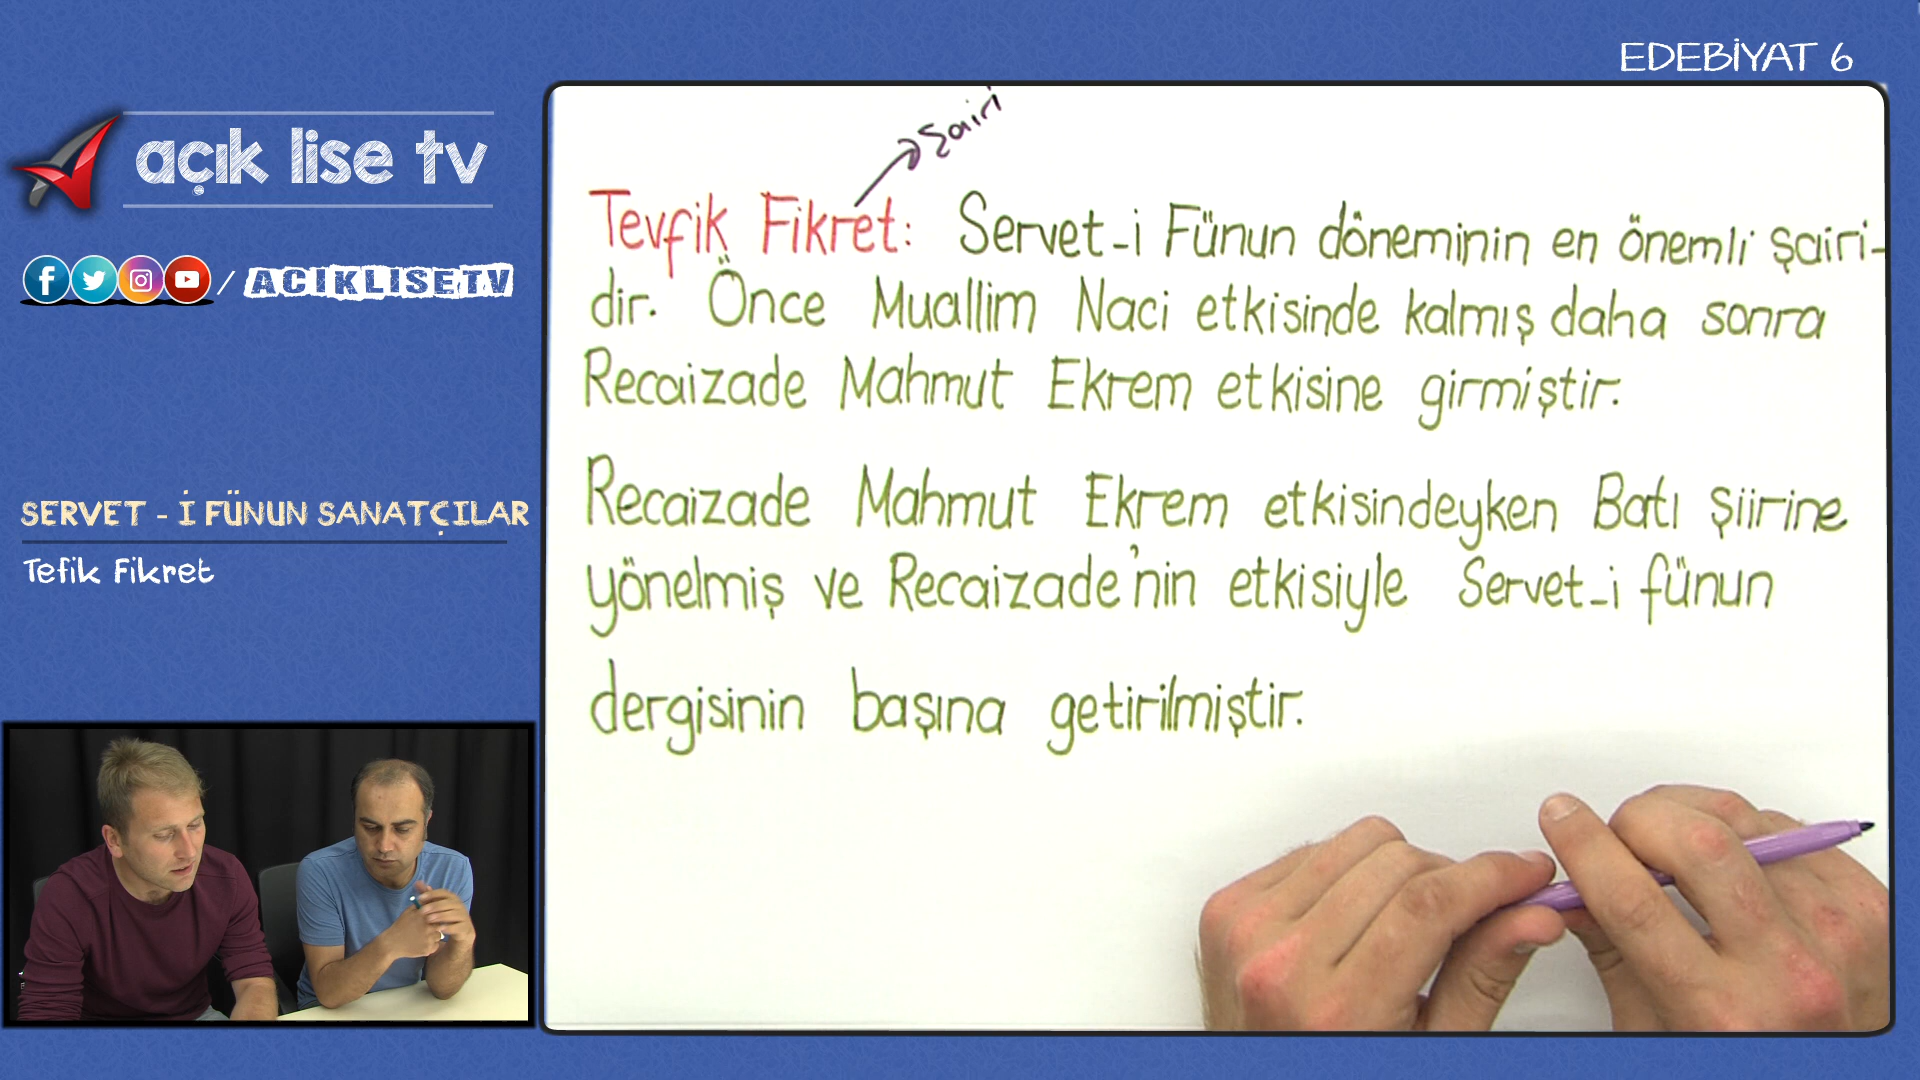 EDEBİYAT 6
açık lise tv
/ ACIKLISETV
SERVET - İ FÜNUN SANATÇILAR
Tefik Fikret
Şairi
Tevfik Fikret: Servet-i Fünun döneminin en önemli şairi-
dir. Önce Muallim Naci etkisinde kalmış daha sonra
Recaizade Mahmut Ekrem etkisine girmiştir.
Recaizade Mahmut Ekrem etkisindeyken Batı şiirine
yönelmiş ve Recaizade'nin etkisiyle Servet-i fünun
dergisinin başına getirilmiştir.